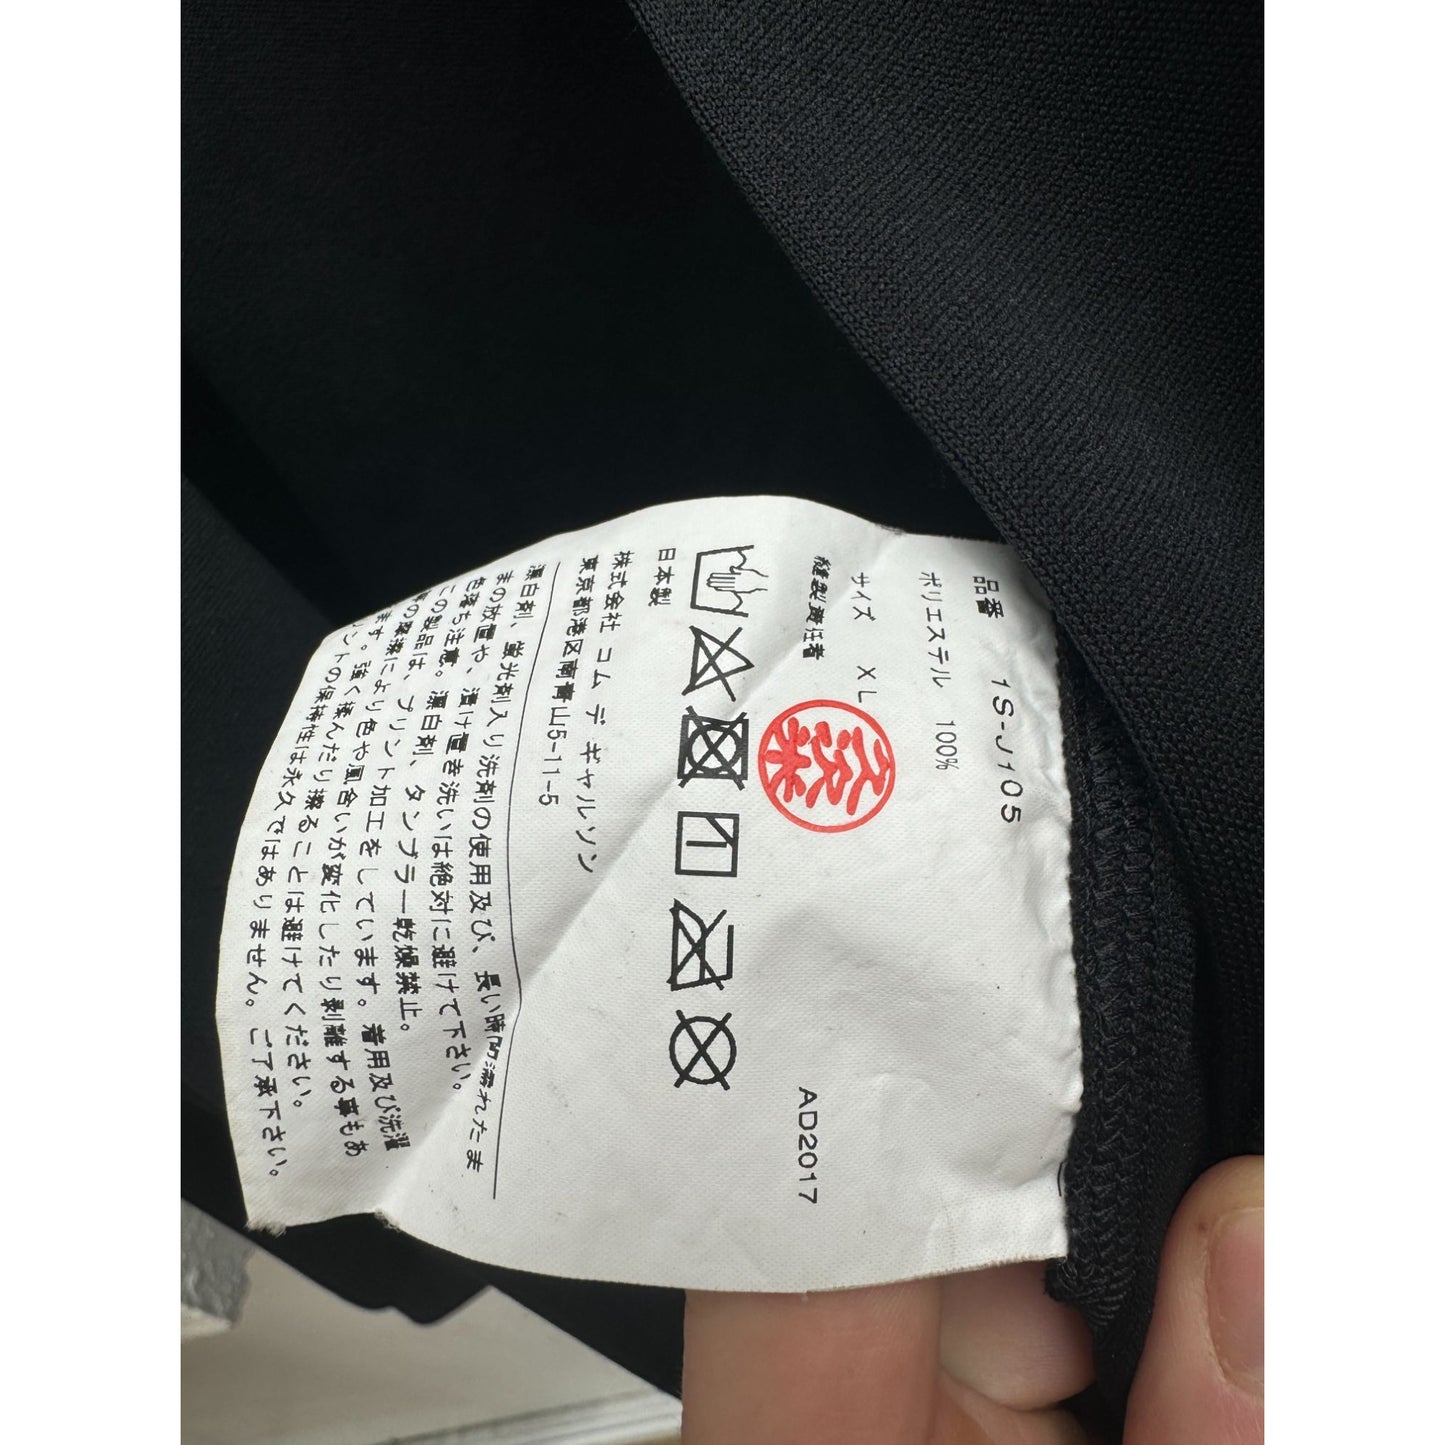 品番 1S-J105
ポリエステル 100%
サイズ XL
縫製責任者
AD2017
日本製
株式会社 コム デ ギャルソン
東京都港区南青山5-11-5
漂白剤、蛍光剤入り洗剤の使用及び、長い時間濡れたま
まの放置や、漬け置き洗いは絶対に避けて下さい。
色落ち注意。漂白剤、タンブラー乾燥禁止。
この製品は、プリント加工をしています。着用及び洗濯
の摩擦により色や風合いが変化したり剥離する事もあ
ます。強く揉んだり擦ることは避けてください。
ントの保持性は永久ではありません。ご了承下さい。